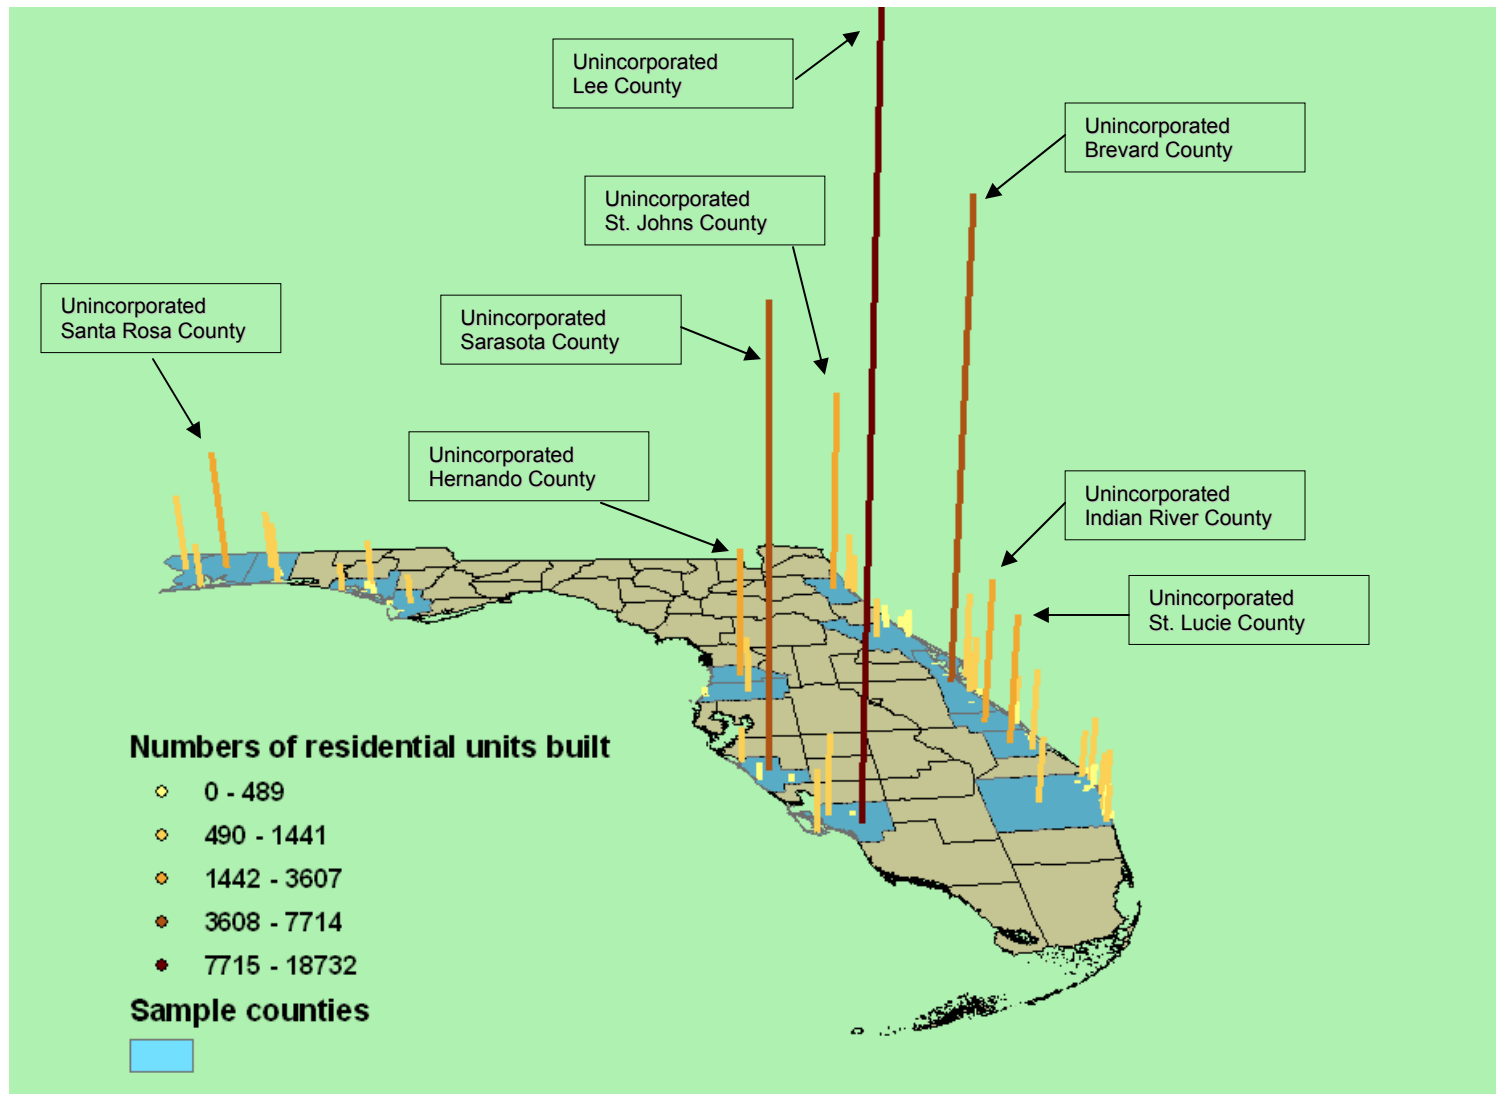 Unincorporated
Lee County
Unincorporated
Brevard County
Unincorporated
St. Johns County
Unincorporated
Santa Rosa County
Unincorporated
Sarasota County
Unincorporated
Hernando County
Unincorporated
Indian River County
Unincorporated
St. Lucie County
Numbers of residential units built
0 - 489
490 - 1441
1442 - 3607
3608 - 7714
7715 - 18732
Sample counties